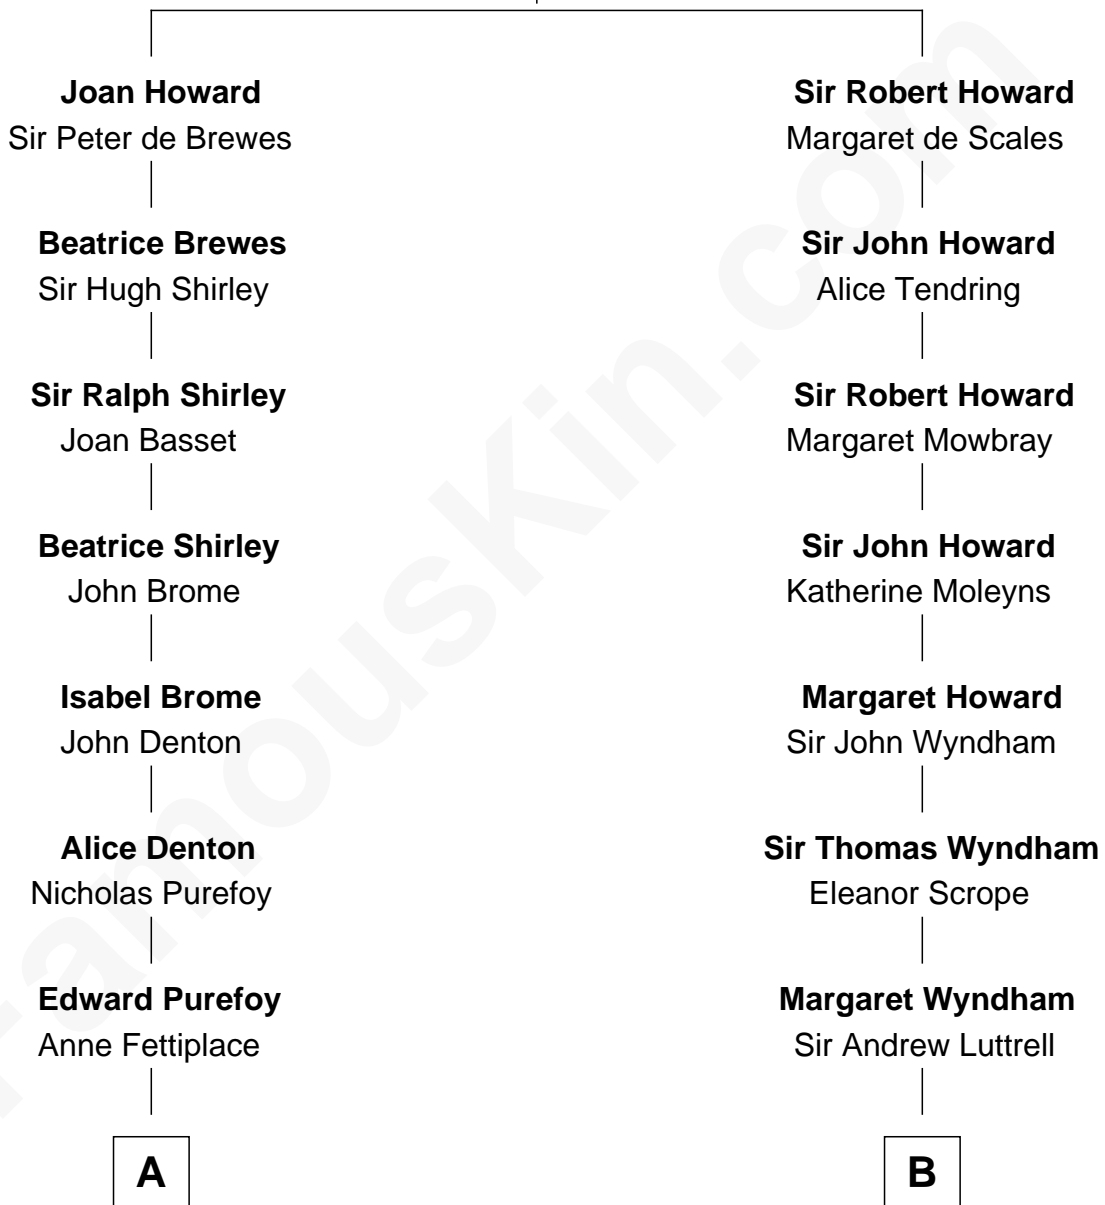 Joan Howard
Sir Peter de Brewes
Beatrice Brewes
Sir Hugh Shirley
Sir Ralph Shirley
Joan Basset
Beatrice Shirley
John Brome
Isabel Brome
John Denton
Alice Denton
Nicholas Purefoy
Edward Purefoy
Anne Fettiplace
A
Sir Robert Howard
Margaret de Scales
Sir John Howard
Alice Tendring
Sir Robert Howard
Margaret Mowbray
Sir John Howard
Katherine Moleyns
Margaret Howard
Sir John Wyndham
Sir Thomas Wyndham
Eleanor Scrope
Margaret Wyndham
Sir Andrew Luttrell
B
FamousKin.com